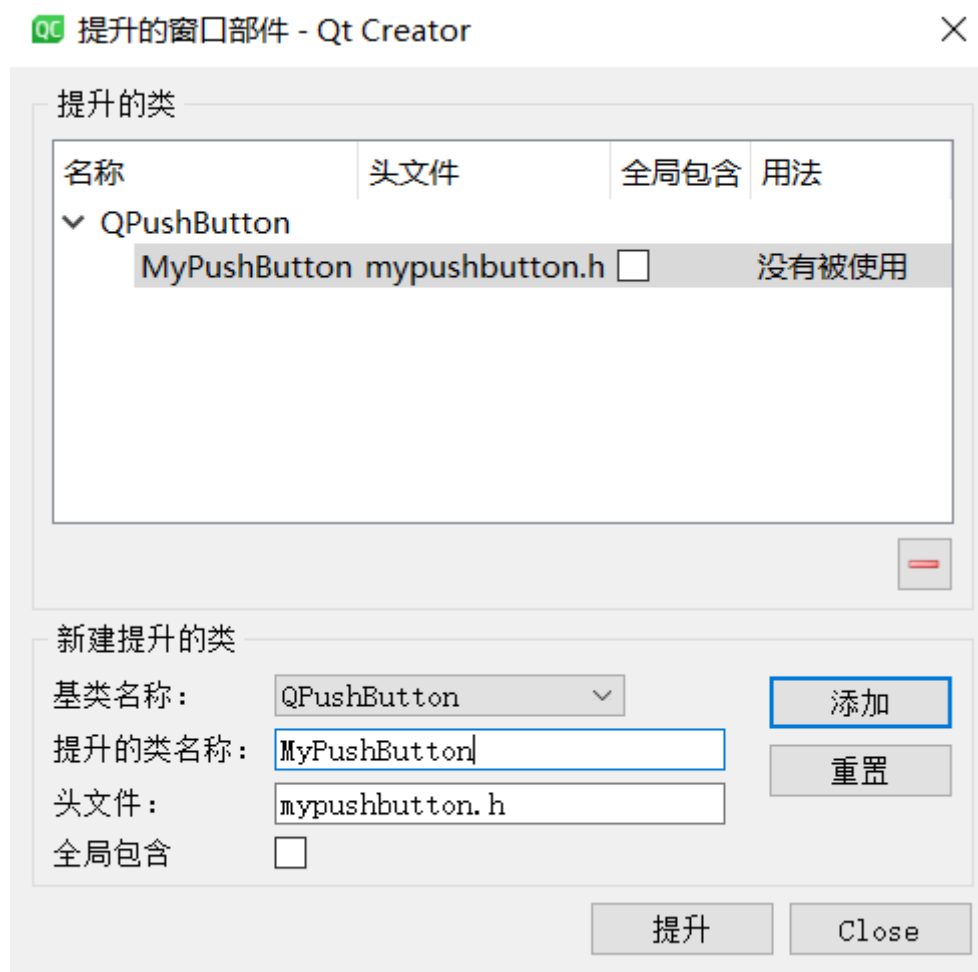 QC 提升的窗口部件 - Qt Creator
提升的类
名称 头文件 全局包含 用法
QPushButton
MyPushButton mypushbutton.h 没有被使用
新建提升的类
基类名称: QPushButton 添加
提升的类名称: MyPushButton
重置
头文件: mypushbutton.h
全局包含
提升 Close